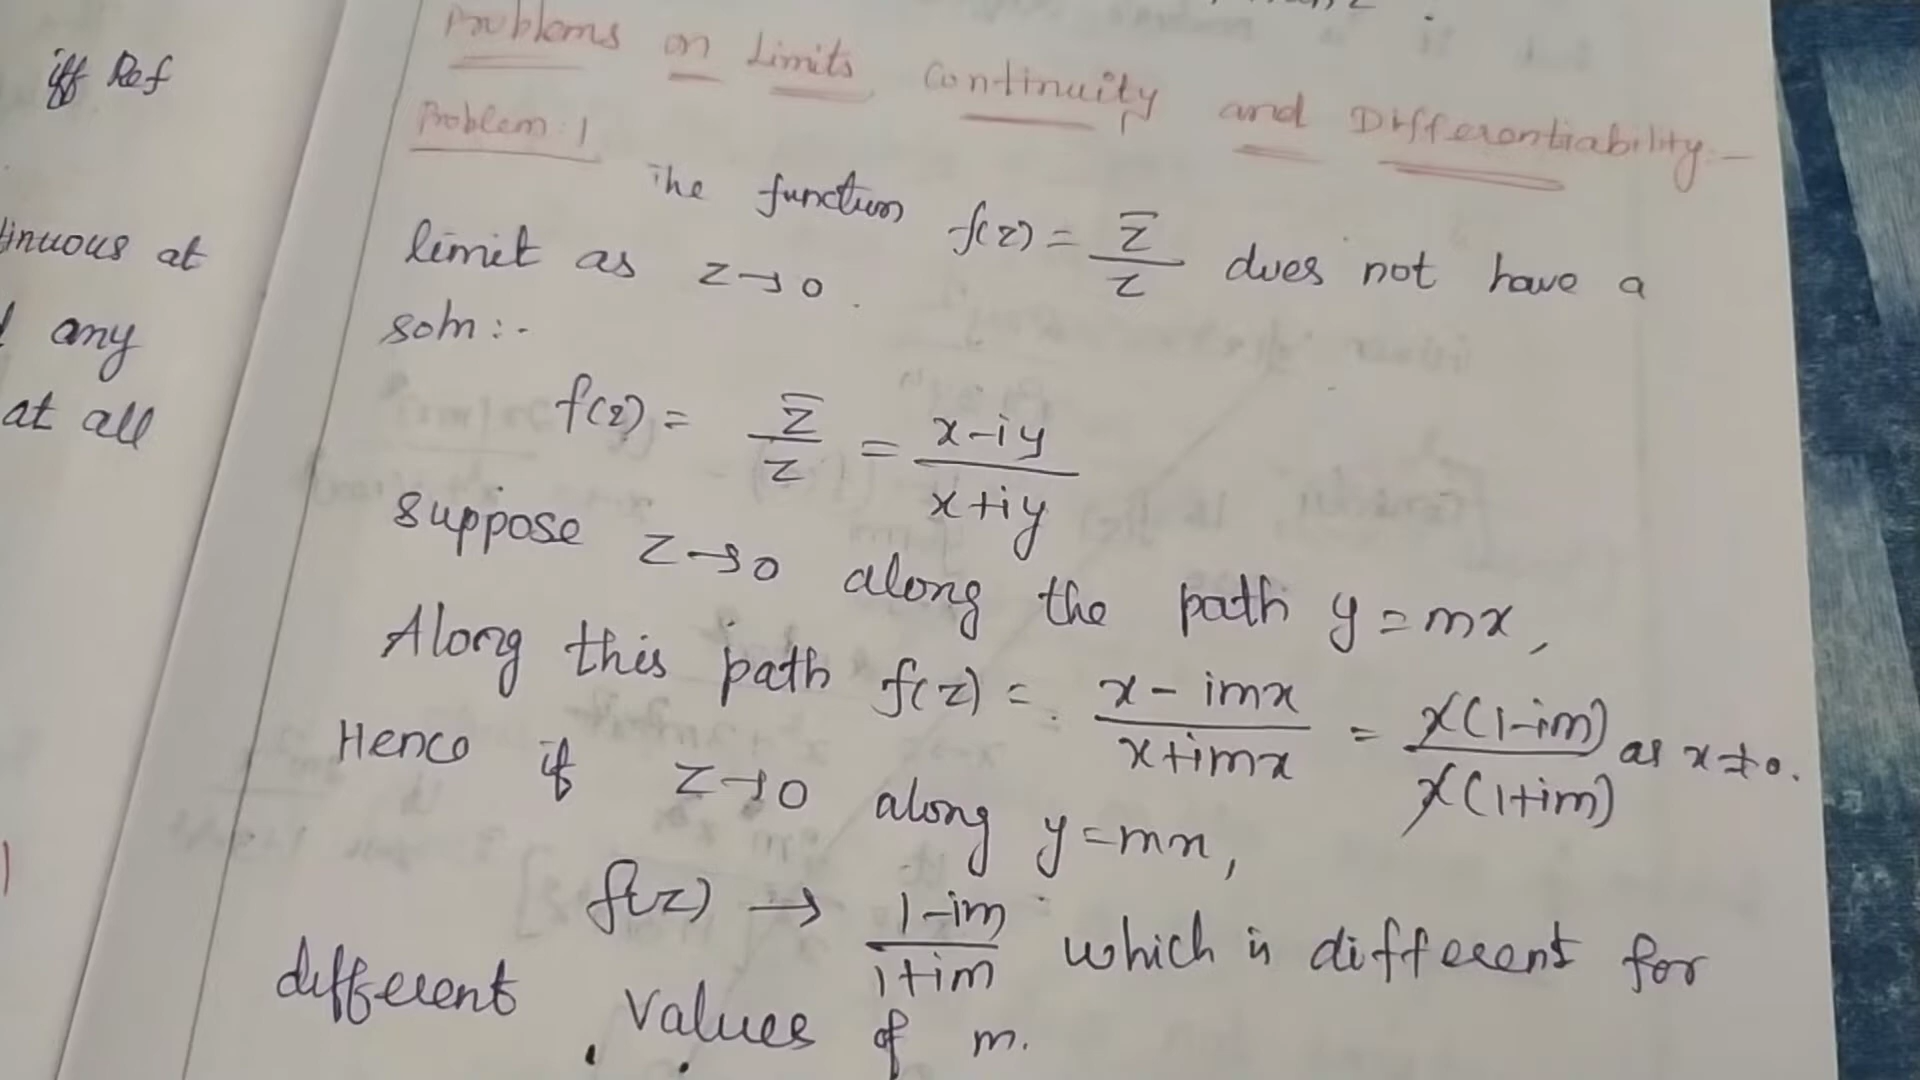 iff Ref
tinuous at
any
at all
Problems on Limits Continuity and Differentiability:-
Problem: 1
The function f(z) = z̄/z does not have a
limit as z→0.
soln:-
f(z) = z̄/z = (x-iy)/(x+iy)
suppose z→0 along the path y=mx,
Along this path f(z) = (x-imx)/(x+imx) = x(1-im)/x(1+im) as x≠0.
Hence if z→0 along y=mx,
f(z) → (1-im)/(1+im) which is different for
different values of m.